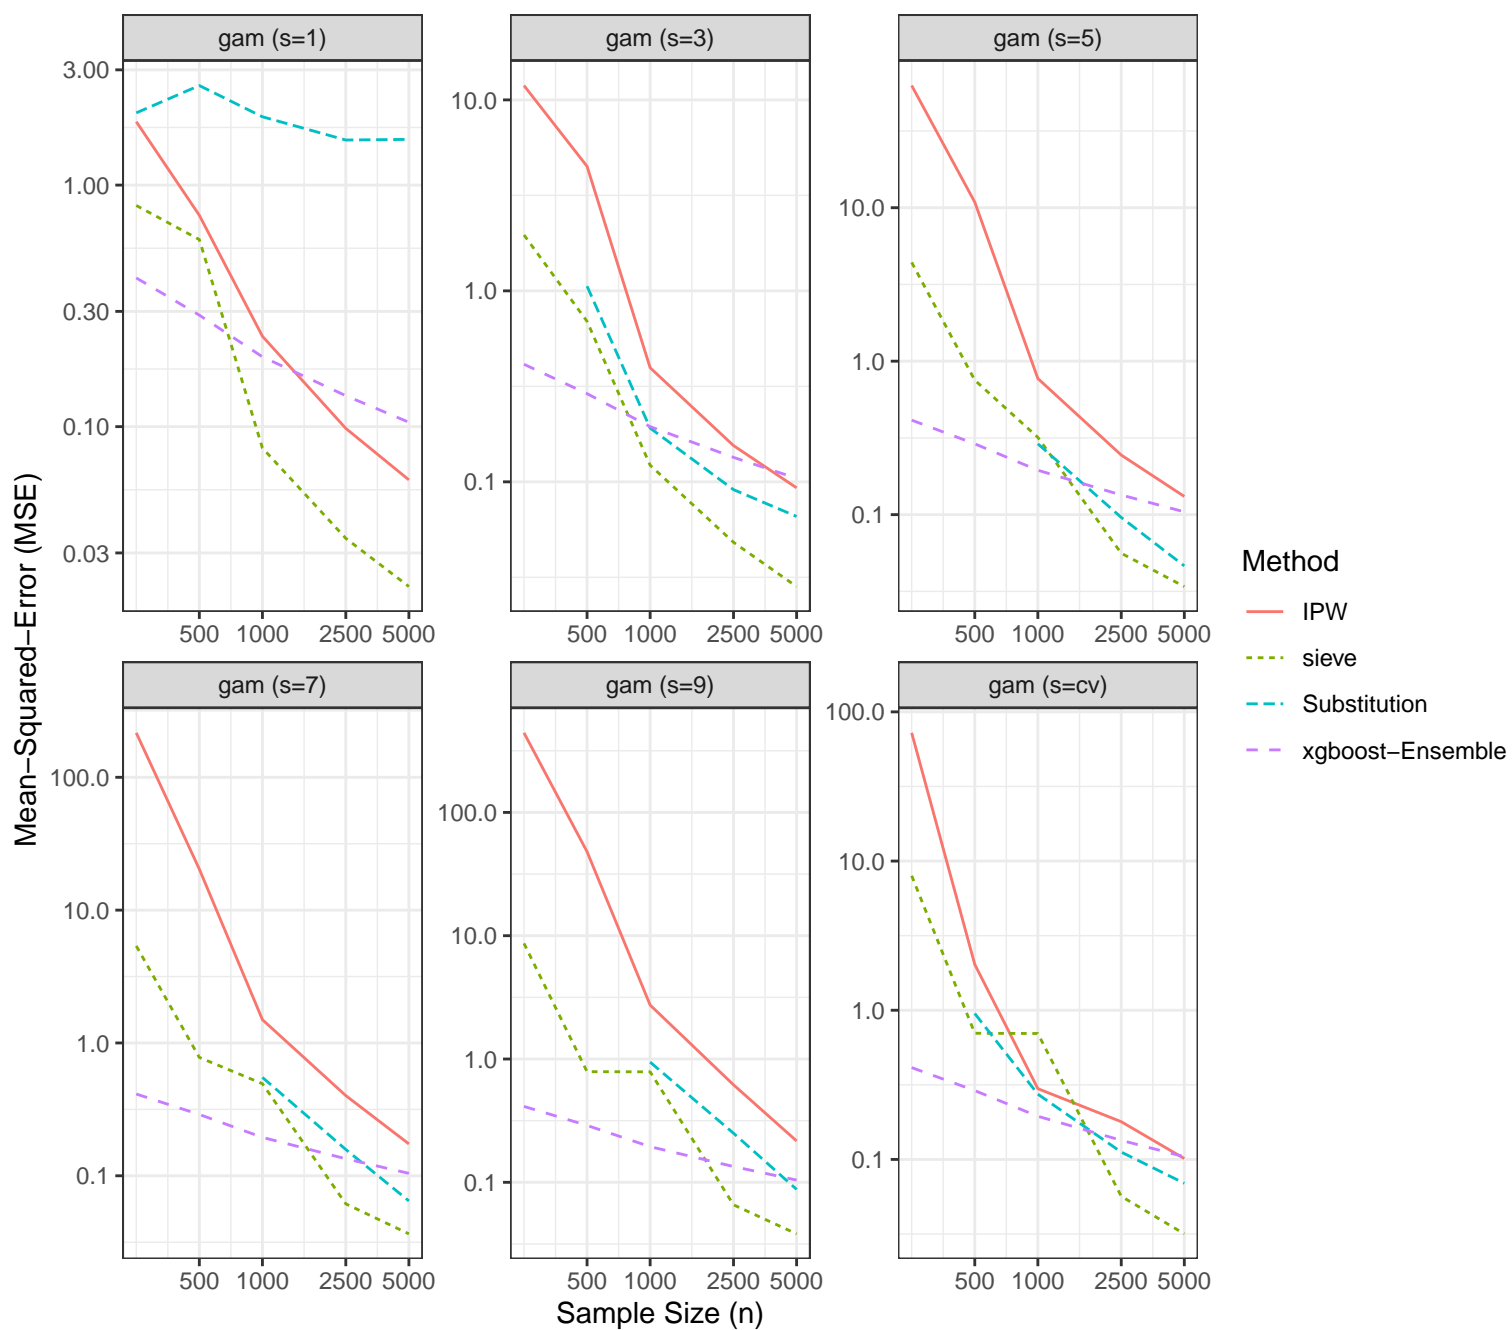 gam (s=1)
gam (s=3)
gam (s=5)
3.00
1.00
0.30
0.10
0.03
10.0
1.0
0.1
10.0
1.0
0.1
500 1000 2500 5000
500 1000 2500 5000
500 1000 2500 5000
gam (s=7)
gam (s=9)
gam (s=cv)
100.0
10.0
1.0
0.1
100.0
10.0
1.0
0.1
100.0
10.0
1.0
0.1
500 1000 2500 5000
500 1000 2500 5000
500 1000 2500 5000
Mean−Squared−Error (MSE)
Sample Size (n)
Method
IPW
sieve
Substitution
xgboost−Ensemble